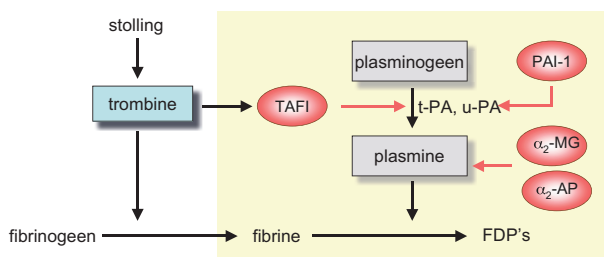 stolling
plasminogeen
PAI-1
trombine
TAFI
t-PA, u-PA
α₂-MG
plasmine
α₂-AP
fibrinogeen
fibrine
FDP's